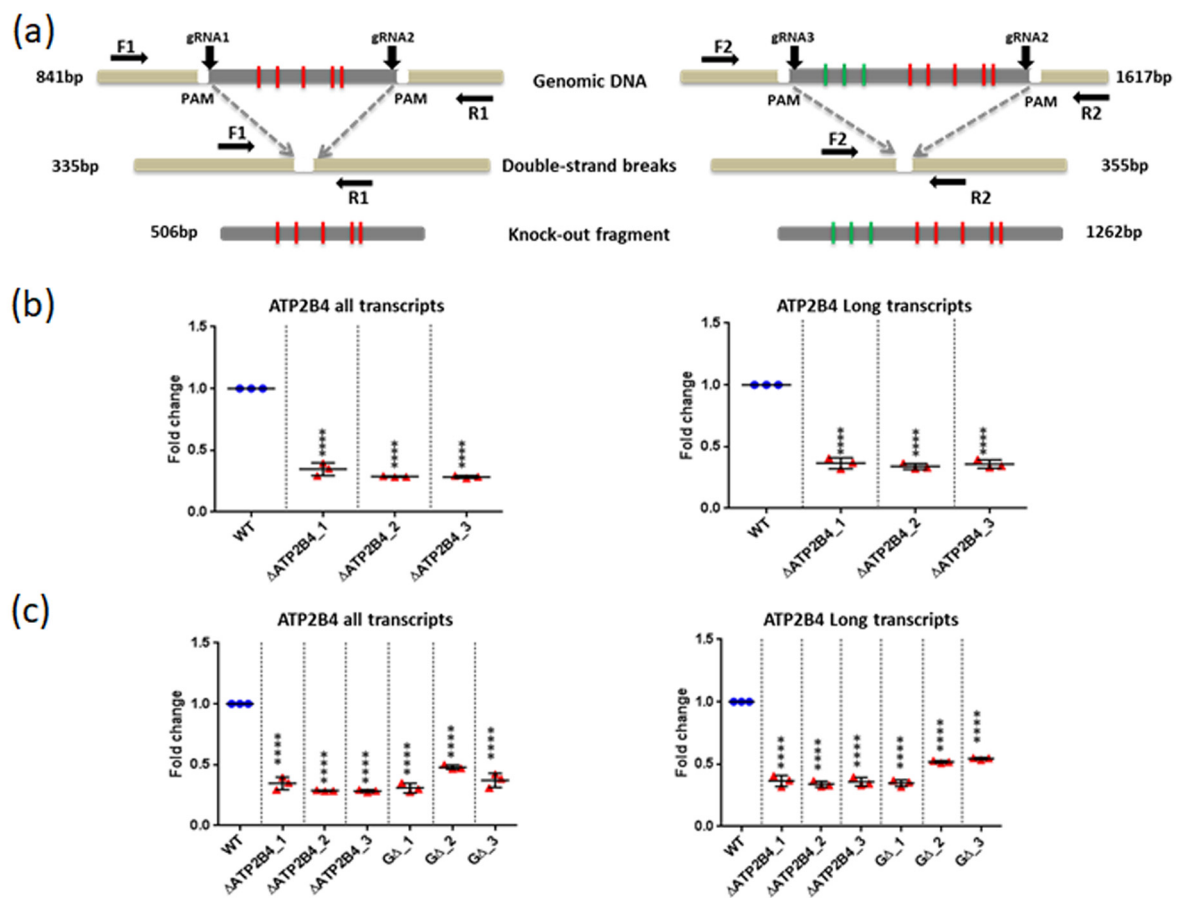 (a)
F1
gRNA1
gRNA2
F2
gRNA3
gRNA2
841bp
Genomic DNA
1617bp
PAM
PAM
R1
PAM
PAM
R2
F1
F2
335bp
Double-strand breaks
355bp
R1
R2
506bp
Knock-out fragment
1262bp
(b)
ATP2B4 all transcripts
Fold change
1.5
1.0
0.5
0.0
****
****
****
WT
ΔATP2B4_1
ΔATP2B4_2
ΔATP2B4_3
ATP2B4 Long transcripts
Fold change
1.5
1.0
0.5
0.0
****
****
****
WT
ΔATP2B4_1
ΔATP2B4_2
ΔATP2B4_3
(c)
ATP2B4 all transcripts
Fold change
1.5
1.0
0.5
0.0
****
****
****
****
****
****
WT
ΔATP2B4_1
ΔATP2B4_2
ΔATP2B4_3
GΔ_1
GΔ_2
GΔ_3
ATP2B4 Long transcripts
Fold change
1.5
1.0
0.5
0.0
****
****
****
****
****
****
WT
ΔATP2B4_1
ΔATP2B4_2
ΔATP2B4_3
GΔ_1
GΔ_2
GΔ_3